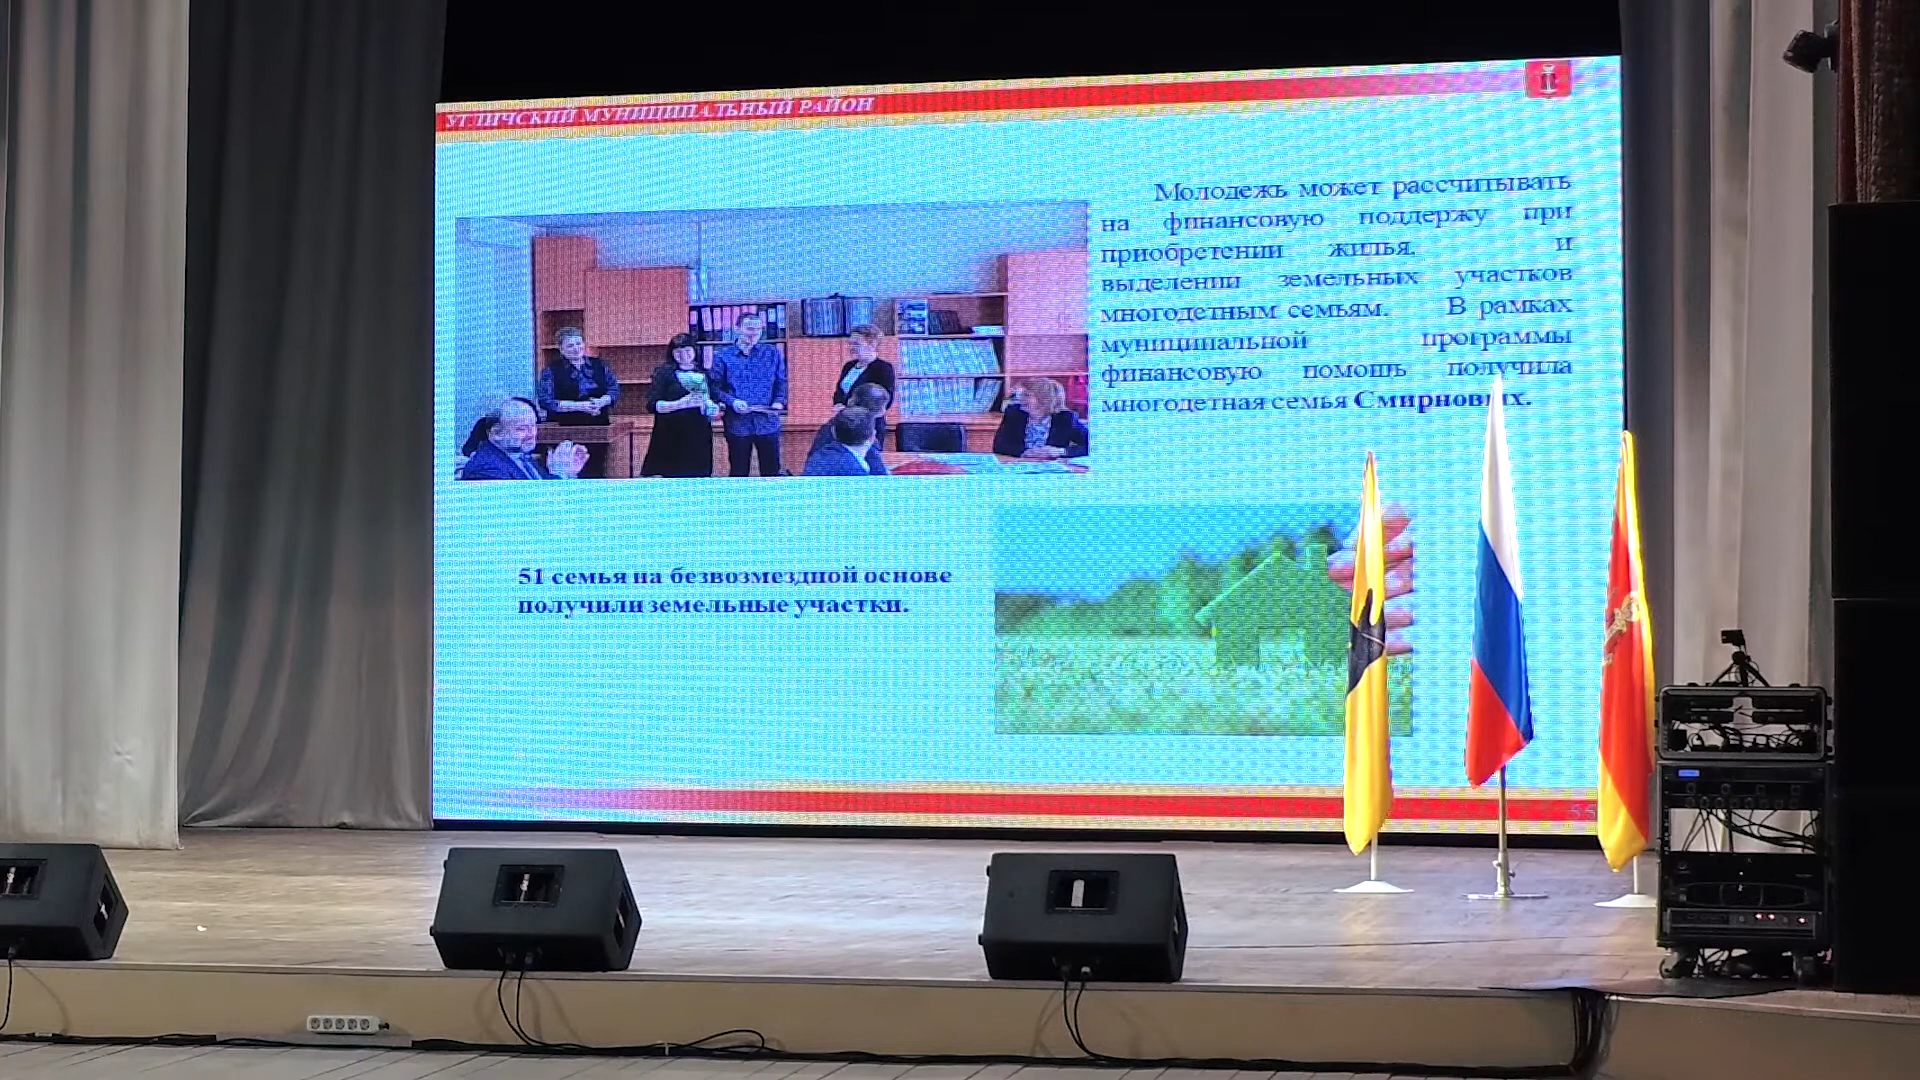 УГЛИЧСКИЙ МУНИЦИПАЛЬНЫЙ РАЙОН
Молодежь может рассчитывать
на финансовую поддержу при
приобретении жилья, и
выделении земельных участков
многодетным семьям. В рамках
муниципальной программы
финансовую помощь получила
многодетная семья Смирновых.
51 семья на безвозмездной основе
получили земельные участки.
55